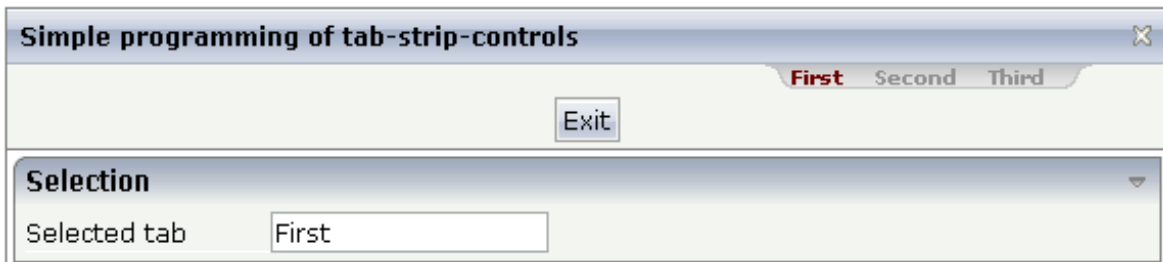 Simple programming of tab-strip-controls
First Second Third
Exit
Selection
Selected tab First